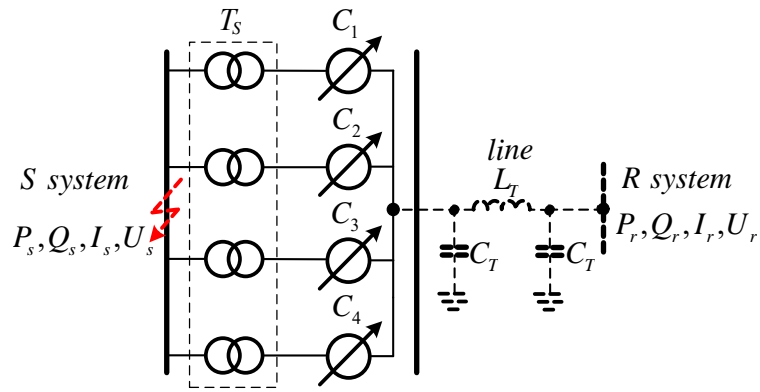 T_S
C_1
C_2
C_3
C_4
S system
P_s,Q_s,I_s,U_s
line
L_T
C_T
C_T
R system
P_r,Q_r,I_r,U_r